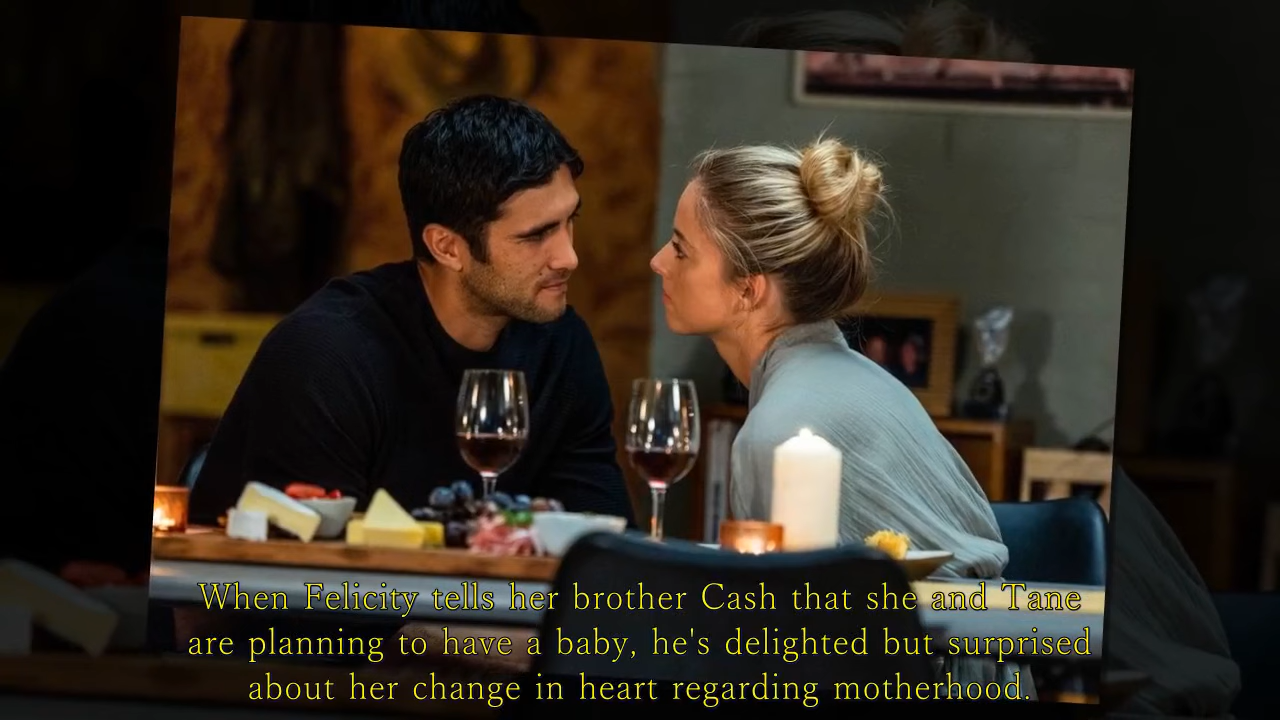 When Felicity tells her brother Cash that she and Tane
are planning to have a baby, he's delighted but surprised
about her change in heart regarding motherhood.